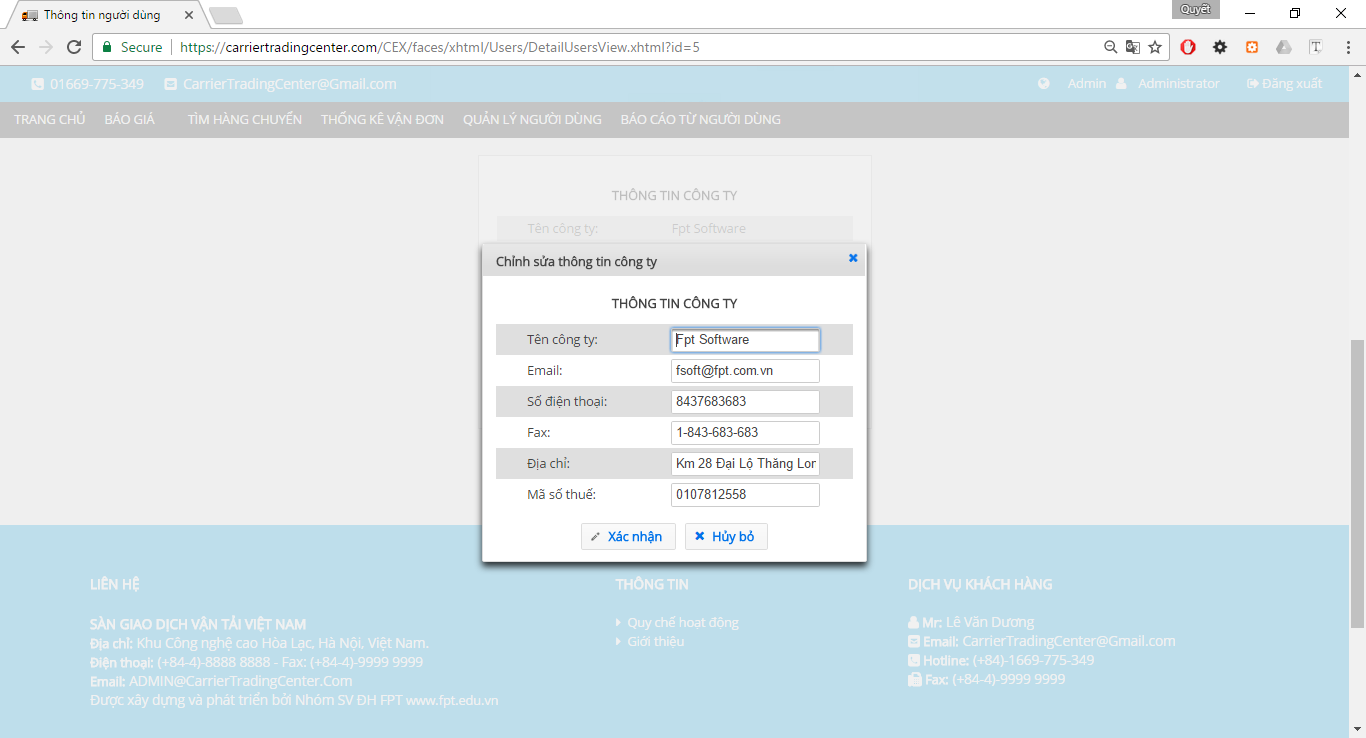 Quyết
Thông tin người dùng
Secure https://carriertradingcenter.com/CEX/faces/xhtml/Users/DetailUsersView.xhtml?id=5
01669-775-349 CarrierTradingCenter@Gmail.com Admin Administrator Đăng xuất
TRANG CHỦ BÁO GIÁ TÌM HÀNG CHUYẾN THỐNG KÊ VẬN ĐƠN QUẢN LÝ NGƯỜI DÙNG BÁO CÁO TỪ NGƯỜI DÙNG
THÔNG TIN CÔNG TY
Tên công ty: Fpt Software
Chỉnh sửa thông tin công ty
THÔNG TIN CÔNG TY
Tên công ty: Fpt Software
Email: fsoft@fpt.com.vn
Số điện thoại: 8437683683
Fax: 1-843-683-683
Địa chỉ: Km 28 Đại Lộ Thăng Lon
Mã số thuế: 0107812558
Xác nhận Hủy bỏ
LIÊN HỆ
SÀN GIAO DỊCH VẬN TẢI VIỆT NAM
Địa chỉ: Khu Công nghệ cao Hòa Lạc, Hà Nội, Việt Nam.
Điện thoại: (+84-4)-8888 8888 - Fax: (+84-4)-9999 9999
Email: ADMIN@CarrierTradingCenter.Com
Được xây dựng và phát triển bởi Nhóm SV ĐH FPT www.fpt.edu.vn
THÔNG TIN
Quy chế hoạt động
Giới thiệu
DỊCH VỤ KHÁCH HÀNG
Mr: Lê Văn Dương
Email: CarrierTradingCenter@Gmail.com
Hotline: (+84)-1669-775-349
Fax: (+84-4)-9999 9999